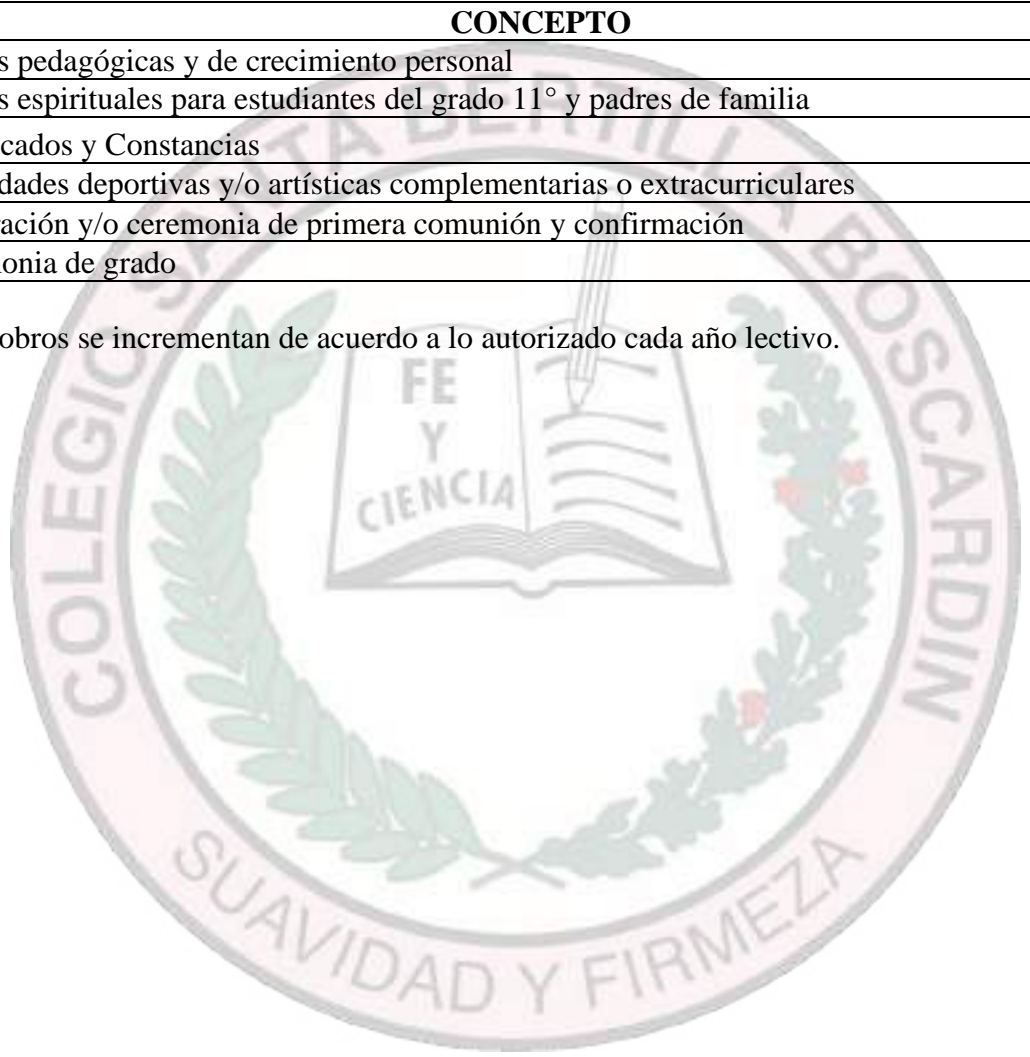 CONCEPTO
s pedagógicas y de crecimiento personal
s espirituales para estudiantes del grado 11° y padres de familia
cados y Constancias
dades deportivas y/o artísticas complementarias o extracurriculares
ación y/o ceremonia de primera comunión y confirmación
onia de grado
obros se incrementan de acuerdo a lo autorizado cada año lectivo.
COLEGIO SANTA BERTILLA BOSCARDIN
FE
Y
CIENCIA
SUAVIDAD Y FIRMEZA